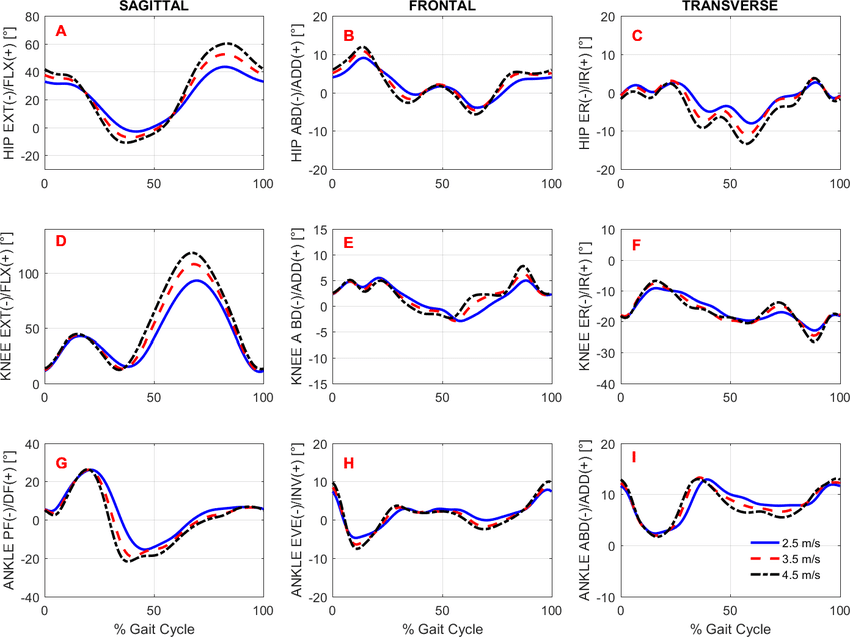 SAGITTAL
FRONTAL
TRANSVERSE
HIP EXT(-)/FLX(+) [°]
80
60
40
20
0
-20
A
0
50
100
HIP ABD(-)/ADD(+) [°]
20
10
0
-10
-20
B
0
50
100
HIP ER(-)/IR(+) [°]
20
10
0
-10
-20
C
0
50
100
KNEE EXT(-)/FLX(+) [°]
100
50
0
D
0
50
100
KNEE A BD(-)/ADD(+) [°]
15
10
5
0
-5
-10
-15
E
0
50
100
KNEE ER(-)/IR(+) [°]
10
0
-10
-20
-30
-40
F
0
50
100
ANKLE PF(-)/DF(+) [°]
40
20
0
-20
-40
G
0
50
100
% Gait Cycle
ANKLE EVE(-)/INV(+) [°]
20
10
0
-10
-20
H
0
50
100
% Gait Cycle
ANKLE ABD(-)/ADD(+) [°]
20
10
0
-10
I
2.5 m/s
3.5 m/s
4.5 m/s
0
50
100
% Gait Cycle